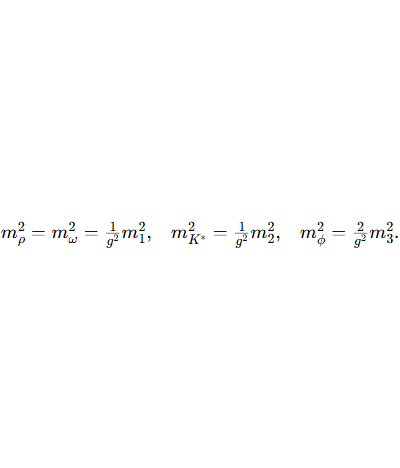 $m_\rho^2 = m_\omega^2 = \frac{1}{g^2} m_1^2, \quad m_{K^*}^2 = \frac{1}{g^2} m_2^2, \quad m_\phi^2 = \frac{2}{g^2} m_3^2.$